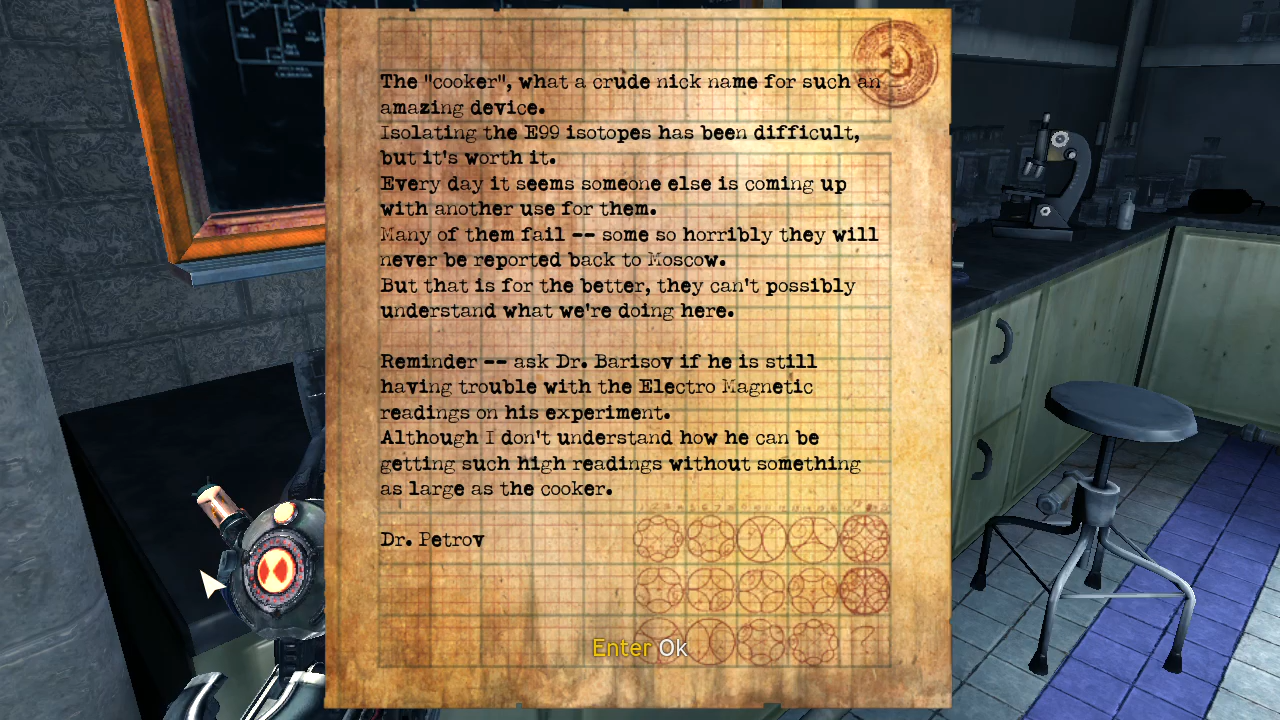 The "cooker", what a crude nick name for such an
amazing device.
Isolating the E99 isotopes has been difficult,
but it's worth it.
Every day it seems someone else is coming up
with another use for them.
Many of them fail -- some so horribly they will
never be reported back to Moscow.
But that is for the better, they can't possibly
understand what we're doing here.
Reminder -- ask Dr. Barisov if he is still
having trouble with the Electro Magnetic
readings on his experiment.
Although I don't understand how he can be
getting such high readings without something
as large as the cooker.
Dr. Petrov
Enter Ok